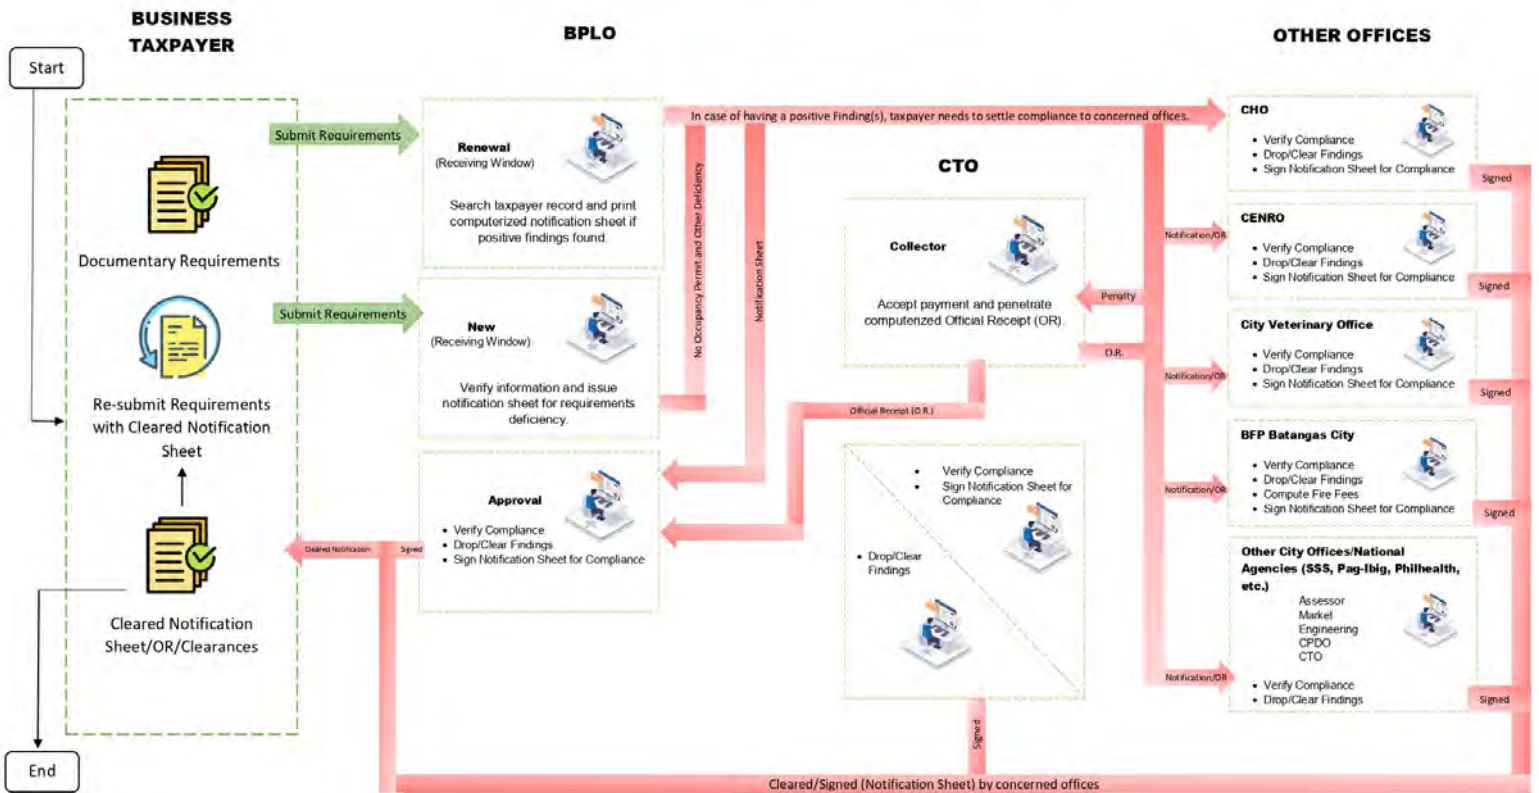 BUSINESS
TAXPAYER
BPLO
OTHER OFFICES
Start
Submit Requirements
Documentary Requirements
Submit Requirements
Re-submit Requirements
with Cleared Notification
Sheet
Cleared Notification
Sheet/OR/Clearances
End
Renewal
(Receiving Window)
Search taxpayer record and print
computerized notification sheet if
positive findings found
New
(Receiving Window)
Verify information and issue
notification sheet for requirements
deficiency.
Approval
• Verify Compliance
• Drop/Clear Findings
• Sign Notification Sheet for Compliance
Cleared Notification
Signed
In case of having a positive Finding(s), taxpayer needs to settle compliance to concerned offices.
No Occupancy Permit and Other Deficiency
Notification Sheet
CTO
Collector
Accept payment and penetrate
computerized Official Receipt (OR).
Penalty
O.R.
Official Receipt (O.R.)
• Verify Compliance
• Sign Notification Sheet for
Compliance
• Drop/Clear
Findings
Signed
CHO
• Verify Compliance
• Drop/Clear Findings
• Sign Notification Sheet for Compliance
Signed
Notification/OR
CENRO
• Verify Compliance
• Drop/Clear Findings
• Sign Notification Sheet for Compliance
Signed
Notification/OR
City Veterinary Office
• Verify Compliance
• Drop/Clear Findings
• Sign Notification Sheet for Compliance
Signed
Notification/OR
BFP Batangas City
• Verify Compliance
• Drop/Clear Findings
• Compute Fire Fees
• Sign Notification Sheet for Compliance
Signed
Notification/OR
Other City Offices/National
Agencies (SSS, Pag-Ibig, Philhealth,
etc.)
Assessor
Market
Engineering
CPDO
CTO
• Verify Compliance
• Drop/Clear Findings
Signed
Cleared/Signed (Notification Sheet) by concerned offices